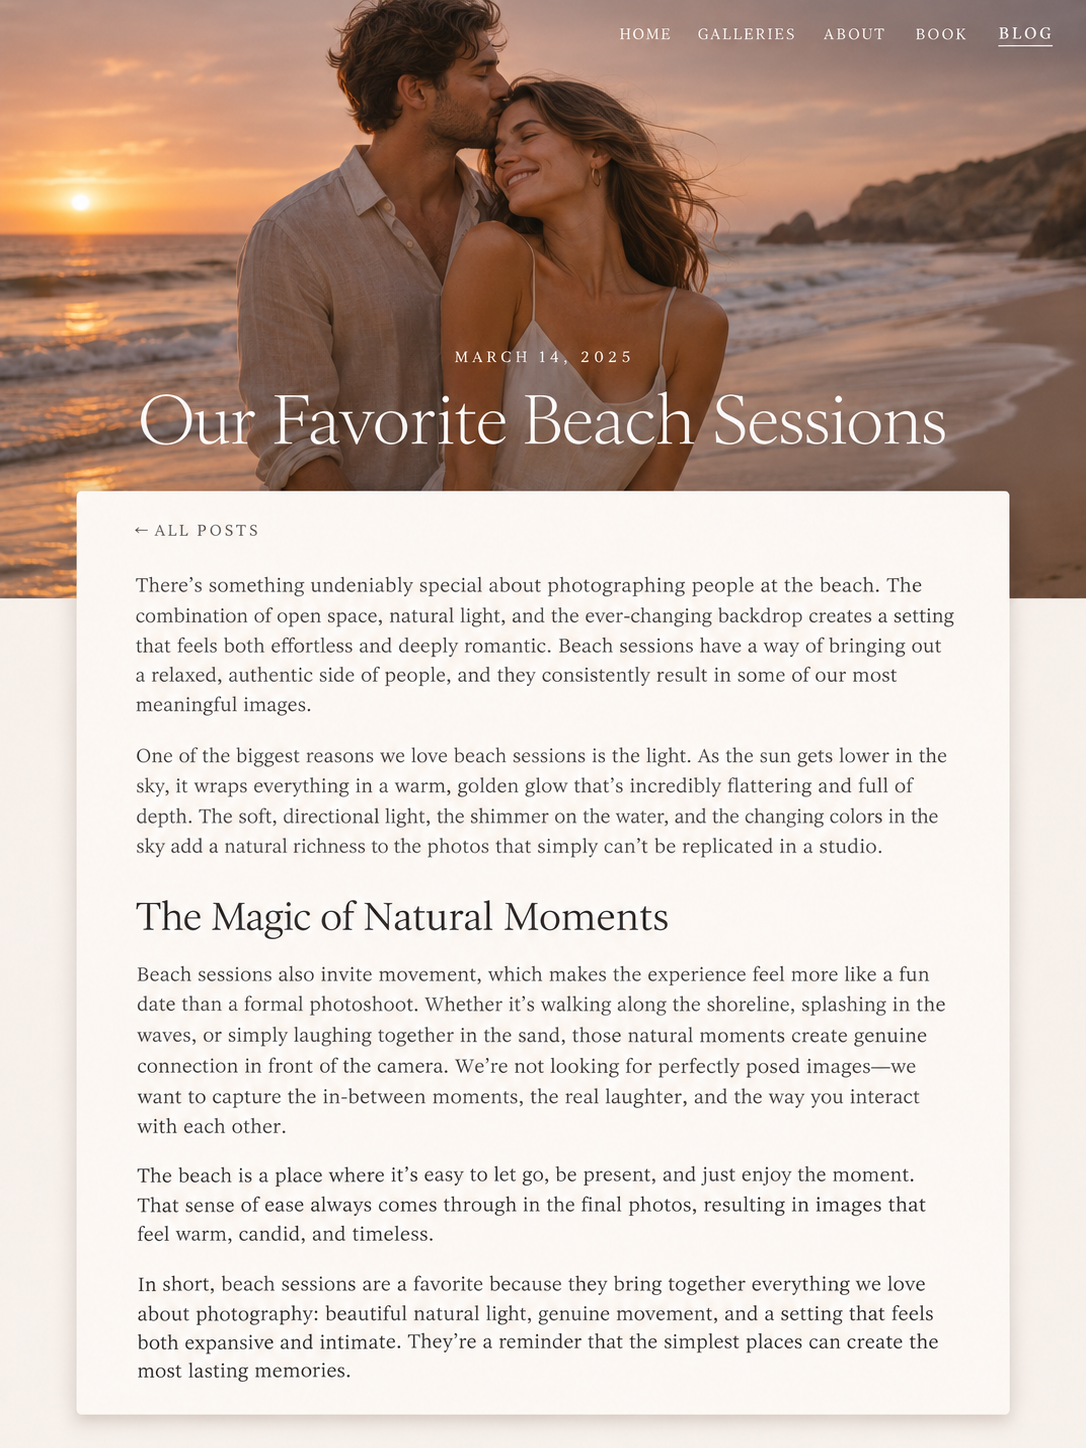 HOME GALLERIES ABOUT BOOK BLOG
MARCH 14, 2025
Our Favorite Beach Sessions
← ALL POSTS
There’s something undeniably special about photographing people at the beach. The
combination of open space, natural light, and the ever-changing backdrop creates a setting
that feels both effortless and deeply romantic. Beach sessions have a way of bringing out
a relaxed, authentic side of people, and they consistently result in some of our most
meaningful images.
One of the biggest reasons we love beach sessions is the light. As the sun gets lower in the
sky, it wraps everything in a warm, golden glow that’s incredibly flattering and full of
depth. The soft, directional light, the shimmer on the water, and the changing colors in the
sky add a natural richness to the photos that simply can’t be replicated in a studio.
The Magic of Natural Moments
Beach sessions also invite movement, which makes the experience feel more like a fun
date than a formal photoshoot. Whether it’s walking along the shoreline, splashing in the
waves, or simply laughing together in the sand, those natural moments create genuine
connection in front of the camera. We’re not looking for perfectly posed images—we
want to capture the in-between moments, the real laughter, and the way you interact
with each other.
The beach is a place where it’s easy to let go, be present, and just enjoy the moment.
That sense of ease always comes through in the final photos, resulting in images that
feel warm, candid, and timeless.
In short, beach sessions are a favorite because they bring together everything we love
about photography: beautiful natural light, genuine movement, and a setting that feels
both expansive and intimate. They’re a reminder that the simplest places can create the
most lasting memories.